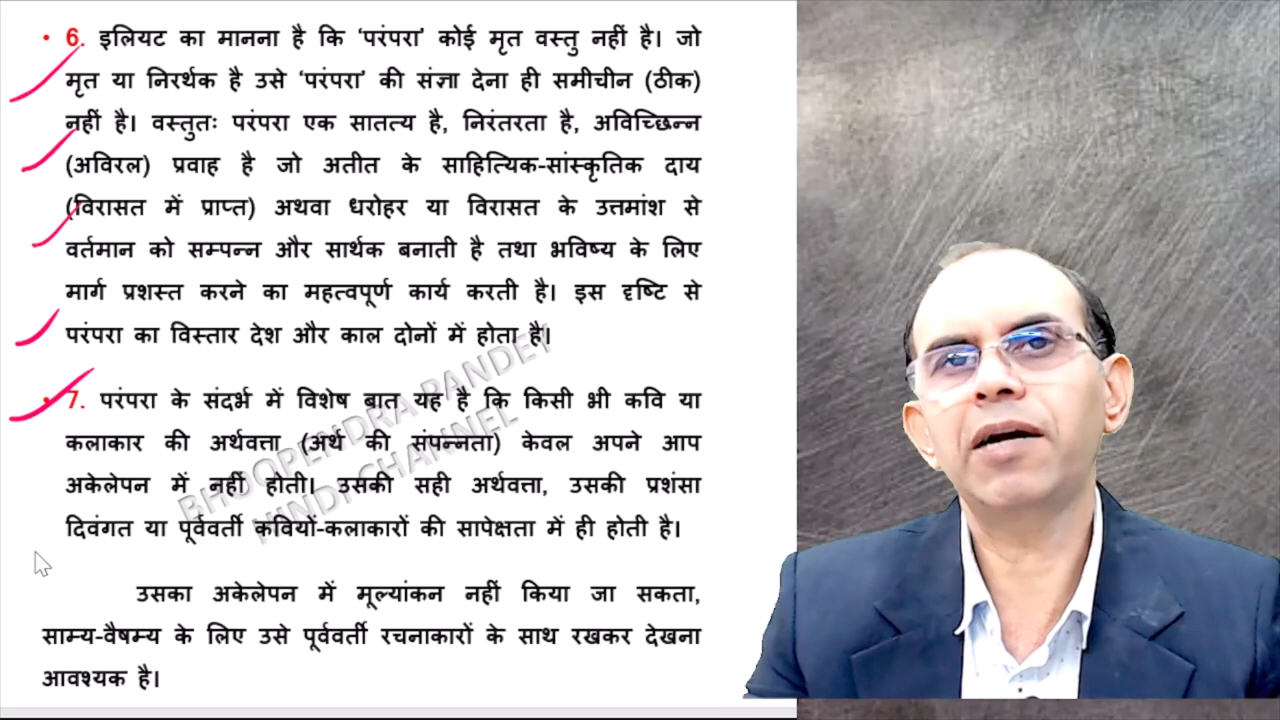 • 6. इलियट का मानना है कि ‘परंपरा’ कोई मृत वस्तु नहीं है। जो
मृत या निरर्थक है उसे ‘परंपरा’ की संज्ञा देना ही समीचीन (ठीक)
नहीं है। वस्तुतः परंपरा एक सातत्य है, निरंतरता है, अविच्छिन्न
(अविरल) प्रवाह है जो अतीत के साहित्यिक-सांस्कृतिक दाय
(विरासत में प्राप्त) अथवा धरोहर या विरासत के उत्तमांश से
वर्तमान को सम्पन्न और सार्थक बनाती है तथा भविष्य के लिए
मार्ग प्रशस्त करने का महत्वपूर्ण कार्य करती है। इस दृष्टि से
परंपरा का विस्तार देश और काल दोनों में होता है।
• 7. परंपरा के संदर्भ में विशेष बात यह है कि किसी भी कवि या
कलाकार की अर्थवत्ता (अर्थ की संपन्नता) केवल अपने आप
अकेलेपन में नहीं होती। उसकी सही अर्थवत्ता, उसकी प्रशंसा
दिवंगत या पूर्ववर्ती कवियों-कलाकारों की सापेक्षता में ही होती है।
उसका अकेलेपन में मूल्यांकन नहीं किया जा सकता,
साम्य-वैषम्य के लिए उसे पूर्ववर्ती रचनाकारों के साथ रखकर देखना
आवश्यक है।
BHOOPENDRA PANDEY
HINDI CHANNEL